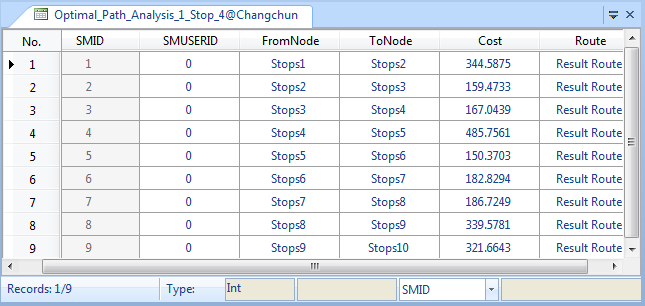 Optimal_Path_Analysis_1_Stop_4@Changchun
No. SMID SMUSERID FromNode ToNode Cost Route
1 1 0 Stops1 Stops2 344.5875 Result Route
2 2 0 Stops2 Stops3 159.4733 Result Route
3 3 0 Stops3 Stops4 167.0439 Result Route
4 4 0 Stops4 Stops5 485.7561 Result Route
5 5 0 Stops5 Stops6 150.3703 Result Route
6 6 0 Stops6 Stops7 182.8294 Result Route
7 7 0 Stops7 Stops8 186.7249 Result Route
8 8 0 Stops8 Stops9 339.5781 Result Route
9 9 0 Stops9 Stops10 321.6643 Result Route
Records: 1/9 Type: Int SMID